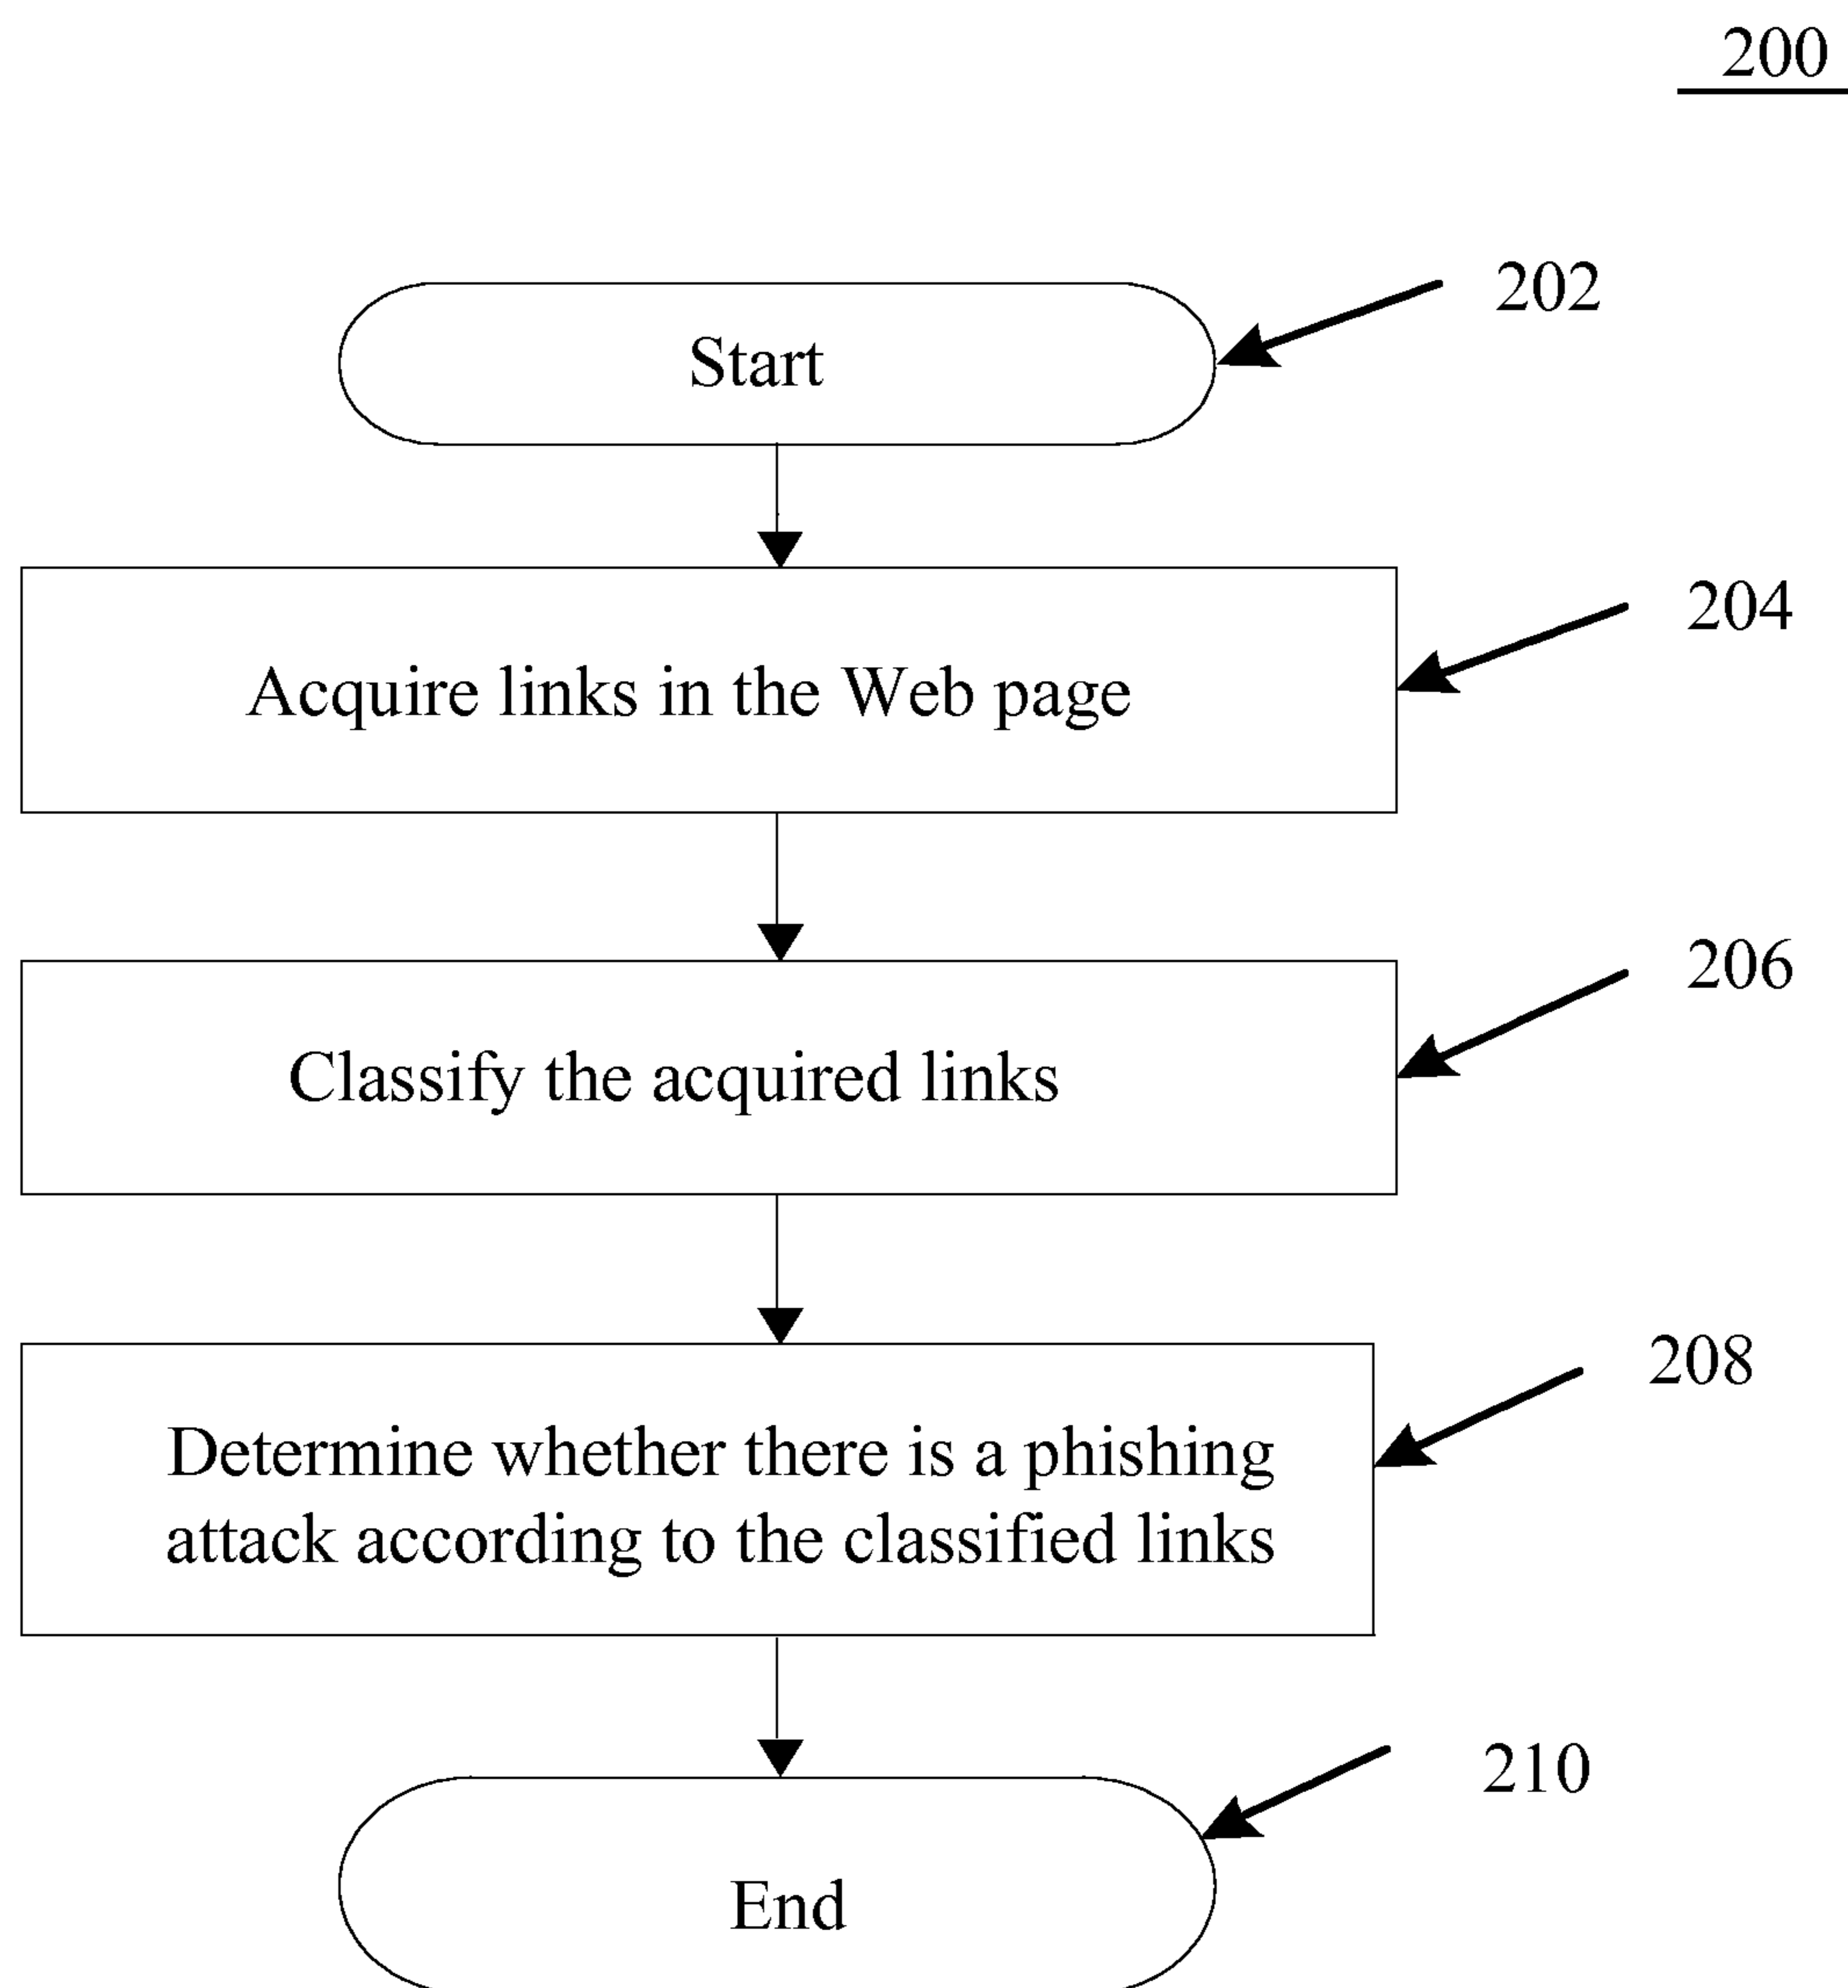 200
Start
202
Acquire links in the Web page
204
Classify the acquired links
206
Determine whether there is a phishing
attack according to the classified links
208
End
210